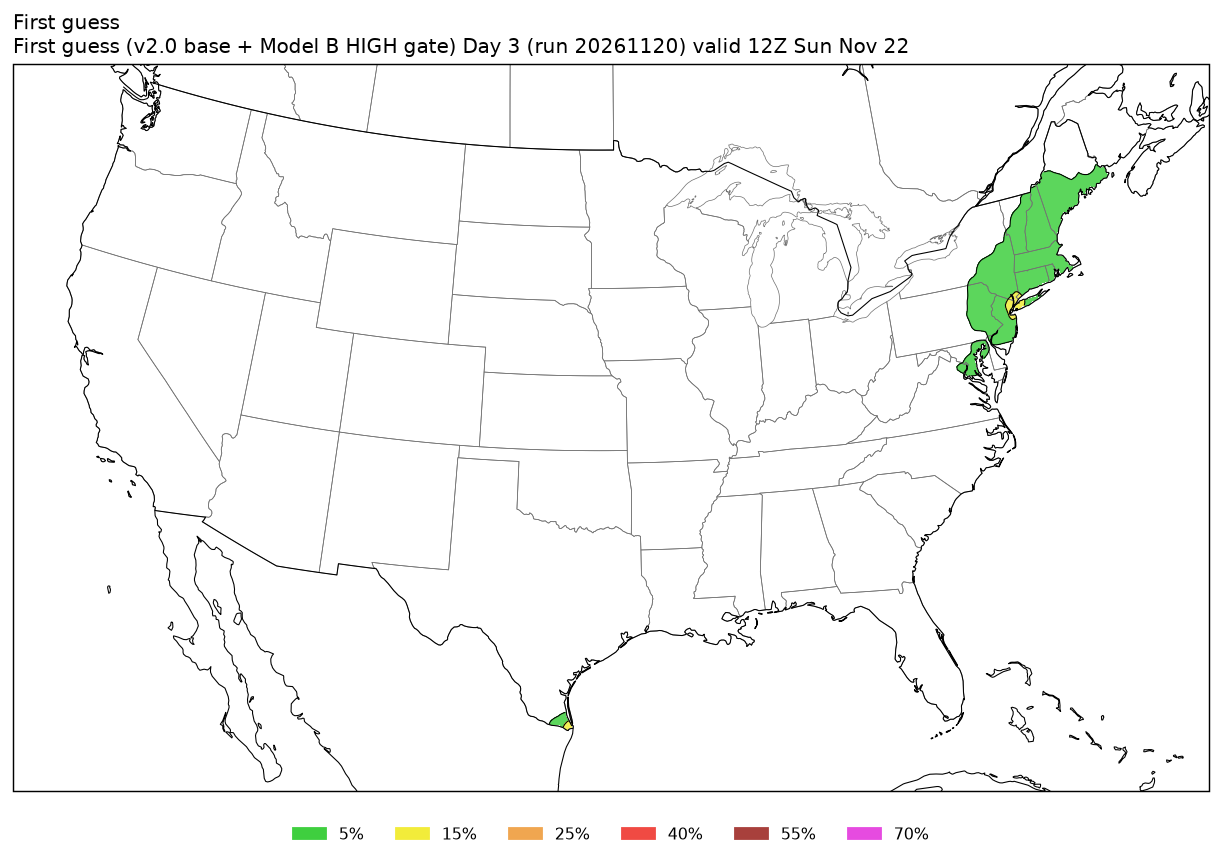 First guess
First guess (v2.0 base + Model B HIGH gate) Day 3 (run 20261120) valid 12Z Sun Nov 22
5% 15% 25% 40% 55% 70%